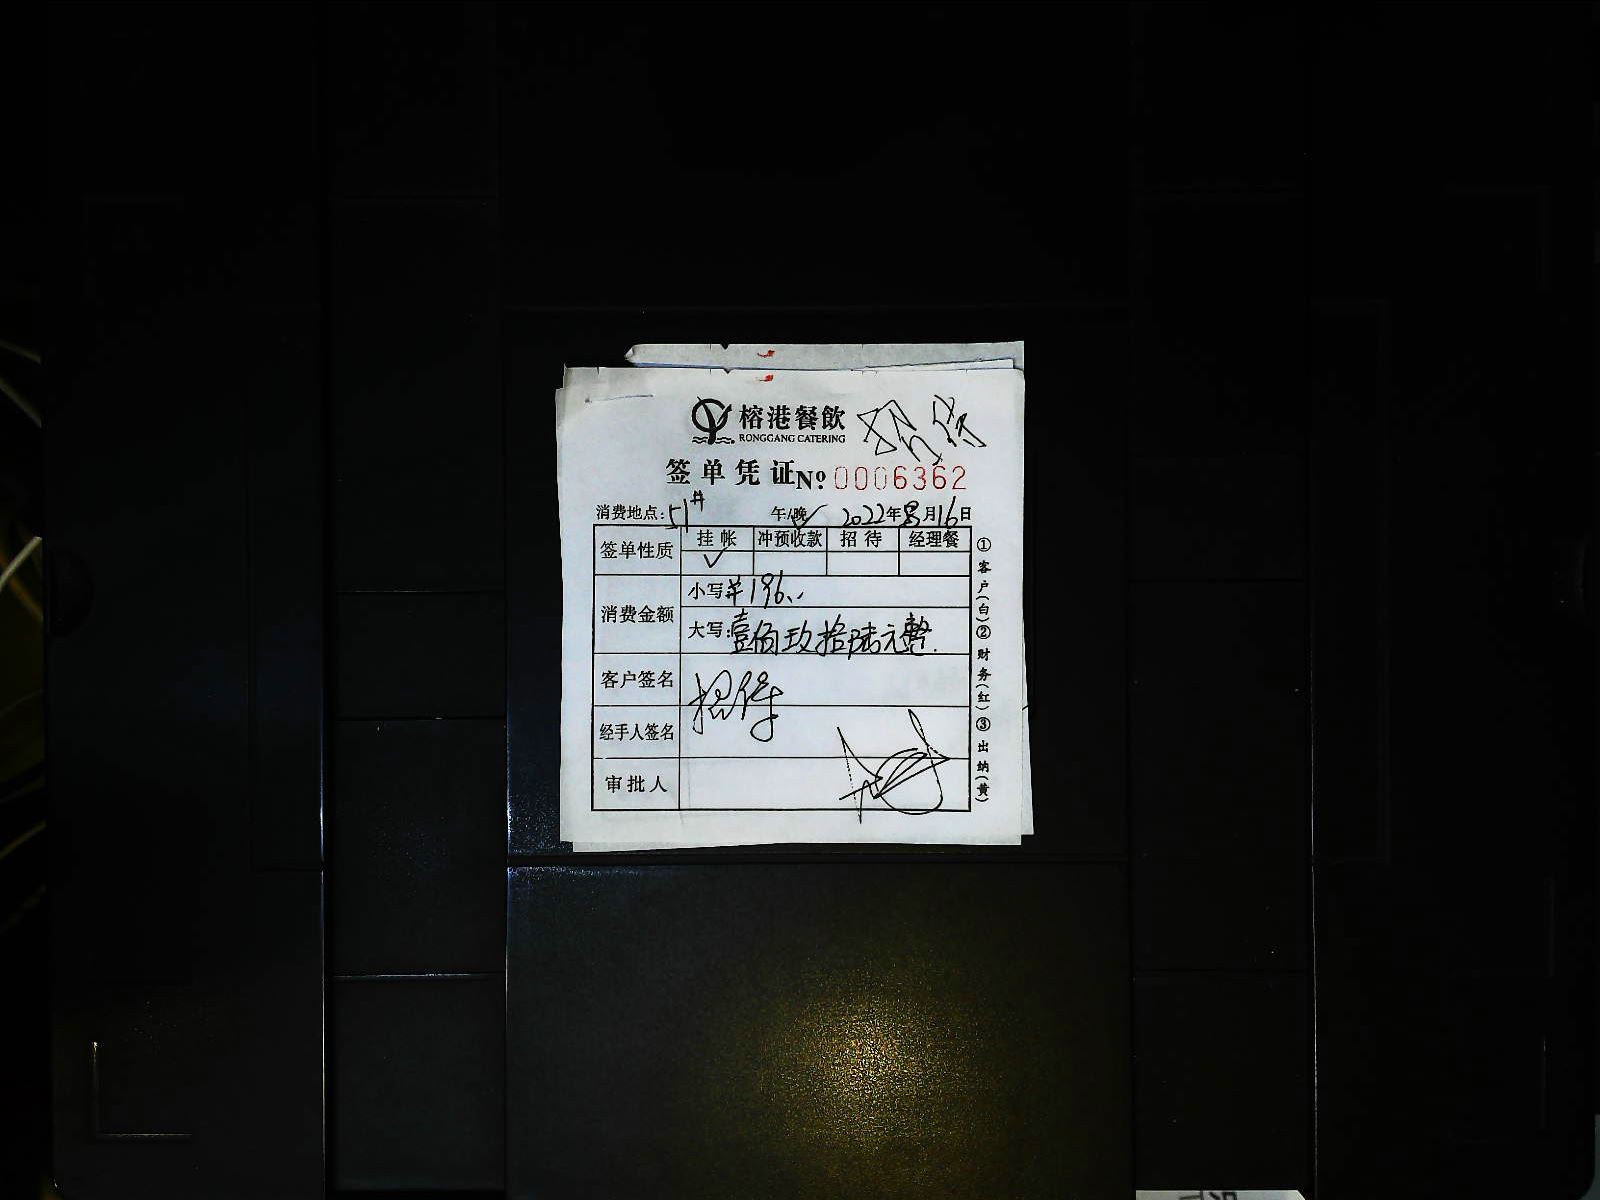 榕港餐飲
RONGGANG CATERING
签单凭证 № 0006362
消费地点: 51# 午/晚 ✓ 2022年8月16日
签单性质 挂帐 冲预收款 招待 经理餐
✓
消费金额 小写 ¥196..
大写: 壹佰玖拾陆元整.
客户签名
经手人签名
审批人
①客户(白)②财务(红)③出纳(黄)